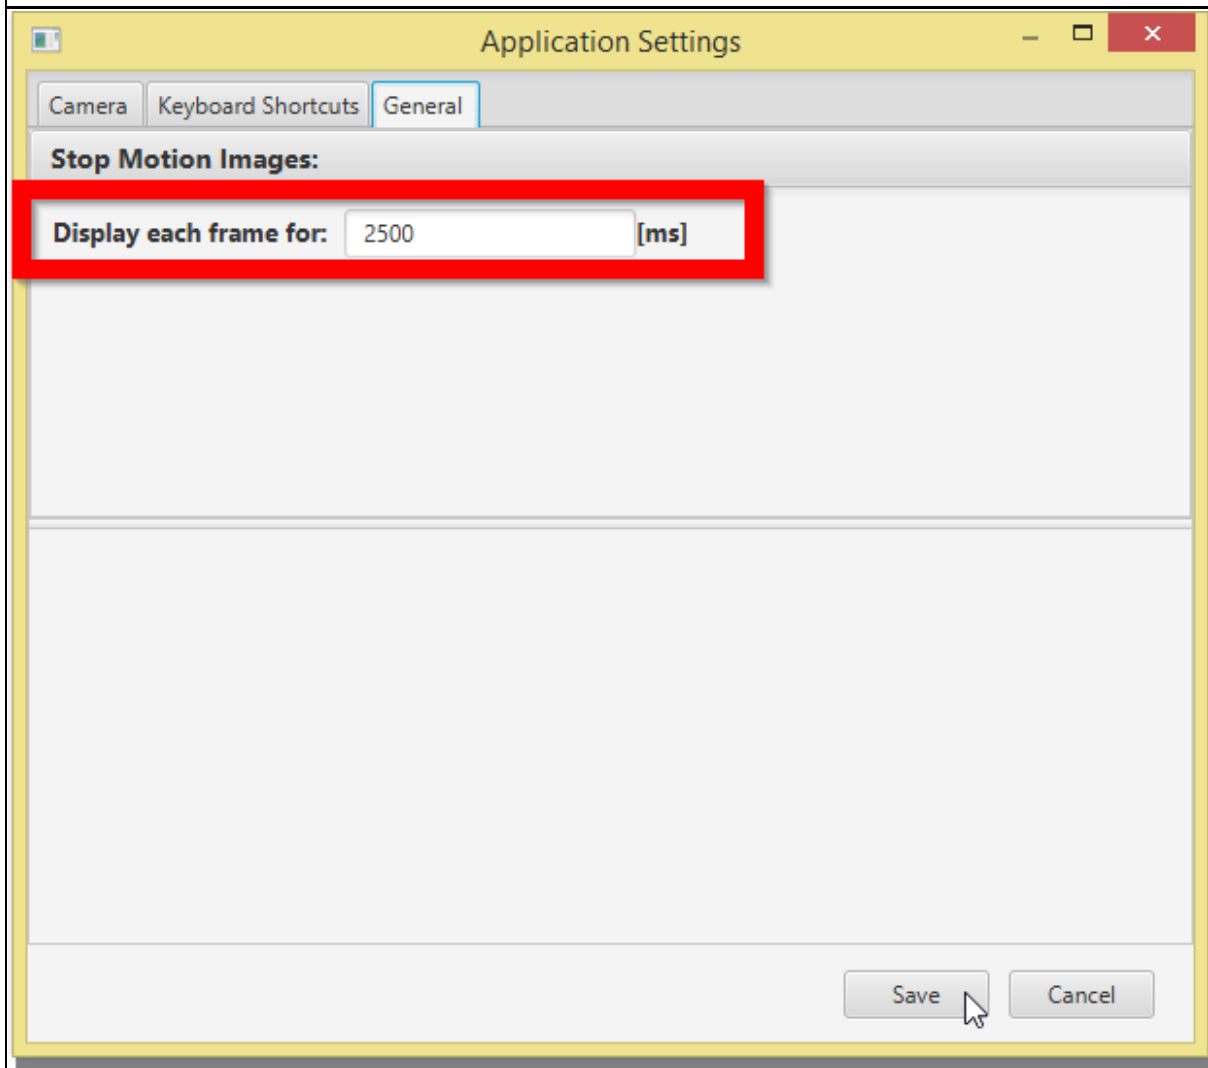 Application Settings
Camera Keyboard Shortcuts General
Stop Motion Images:
Display each frame for: 2500 [ms]
Save Cancel